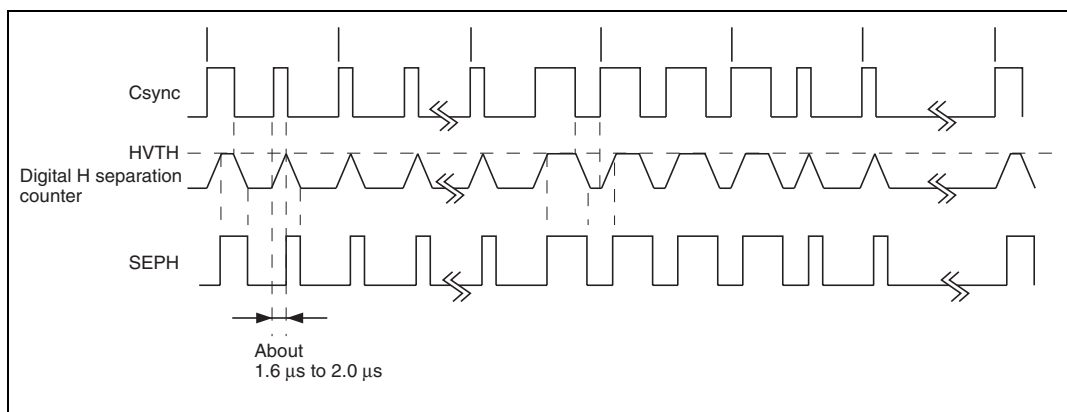 Csync
HVTH
Digital H separation
counter
SEPH
About
1.6 μs to 2.0 μs